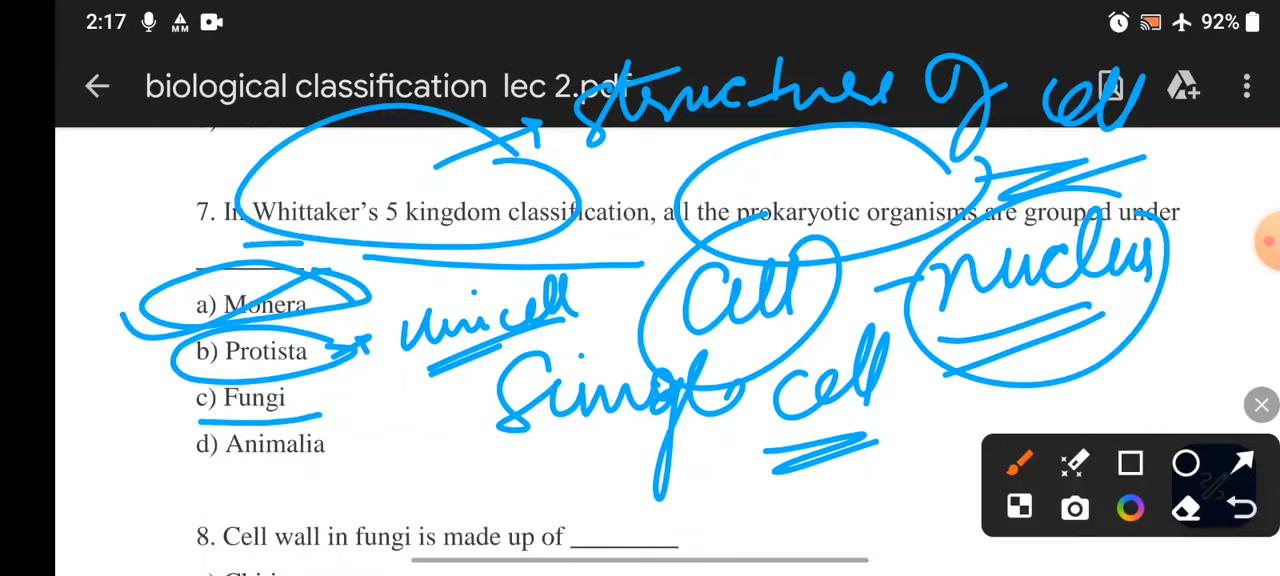 2:17 92%
biological classification lec 2.pdf
structure of cell
7. In Whittaker's 5 kingdom classification, all the prokaryotic organisms are grouped under
________
cell - nucleus
a) Monera
unicell
b) Protista
single cell
c) Fungi
d) Animalia
8. Cell wall in fungi is made up of ________